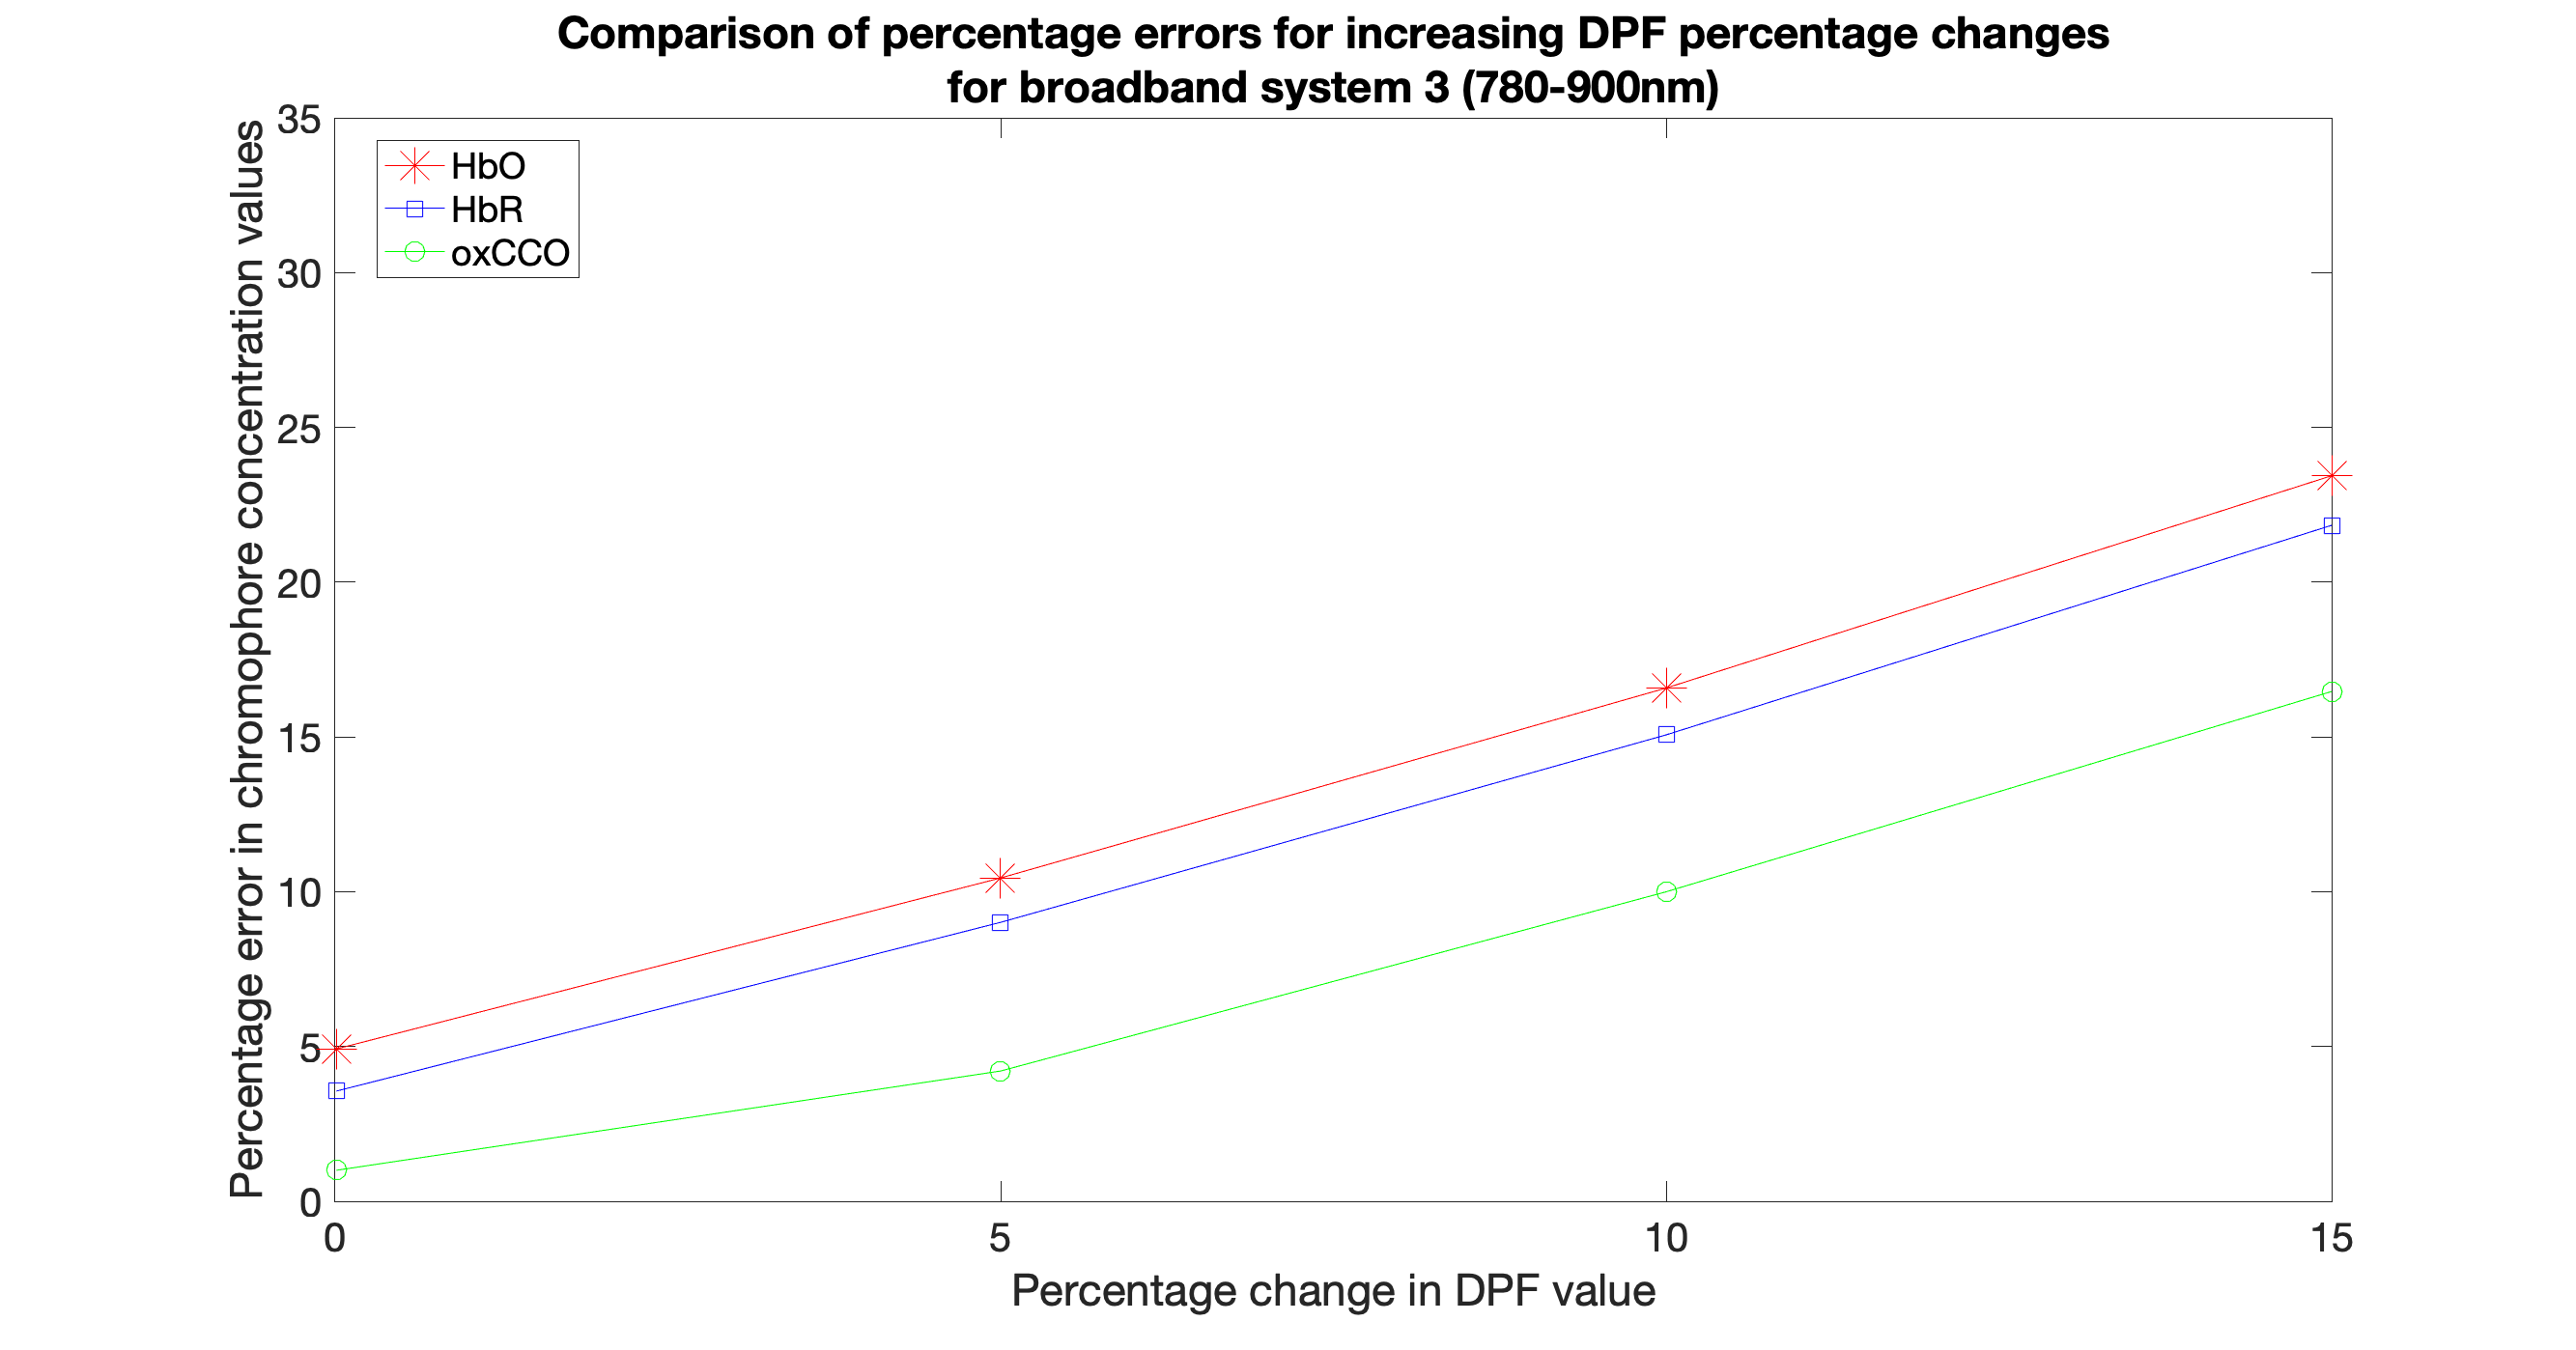 Comparison of percentage errors for increasing DPF percentage changes
for broadband system 3 (780-900nm)
Percentage error in chromophore concentration values
35
30
25
20
15
10
5
0
HbO
HbR
oxCCO
0
5
10
15
Percentage change in DPF value